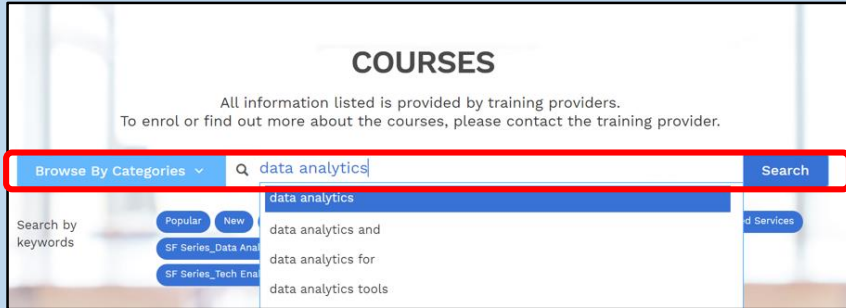 COURSES
All information listed is provided by training providers.
To enrol or find out more about the courses, please contact the training provider.
Browse By Categories data analytics Search
data analytics
Search by keywords
Popular New d Services
data analytics and
SF Series_Data Anal
data analytics for
SF Series_Tech Enal
data analytics tools